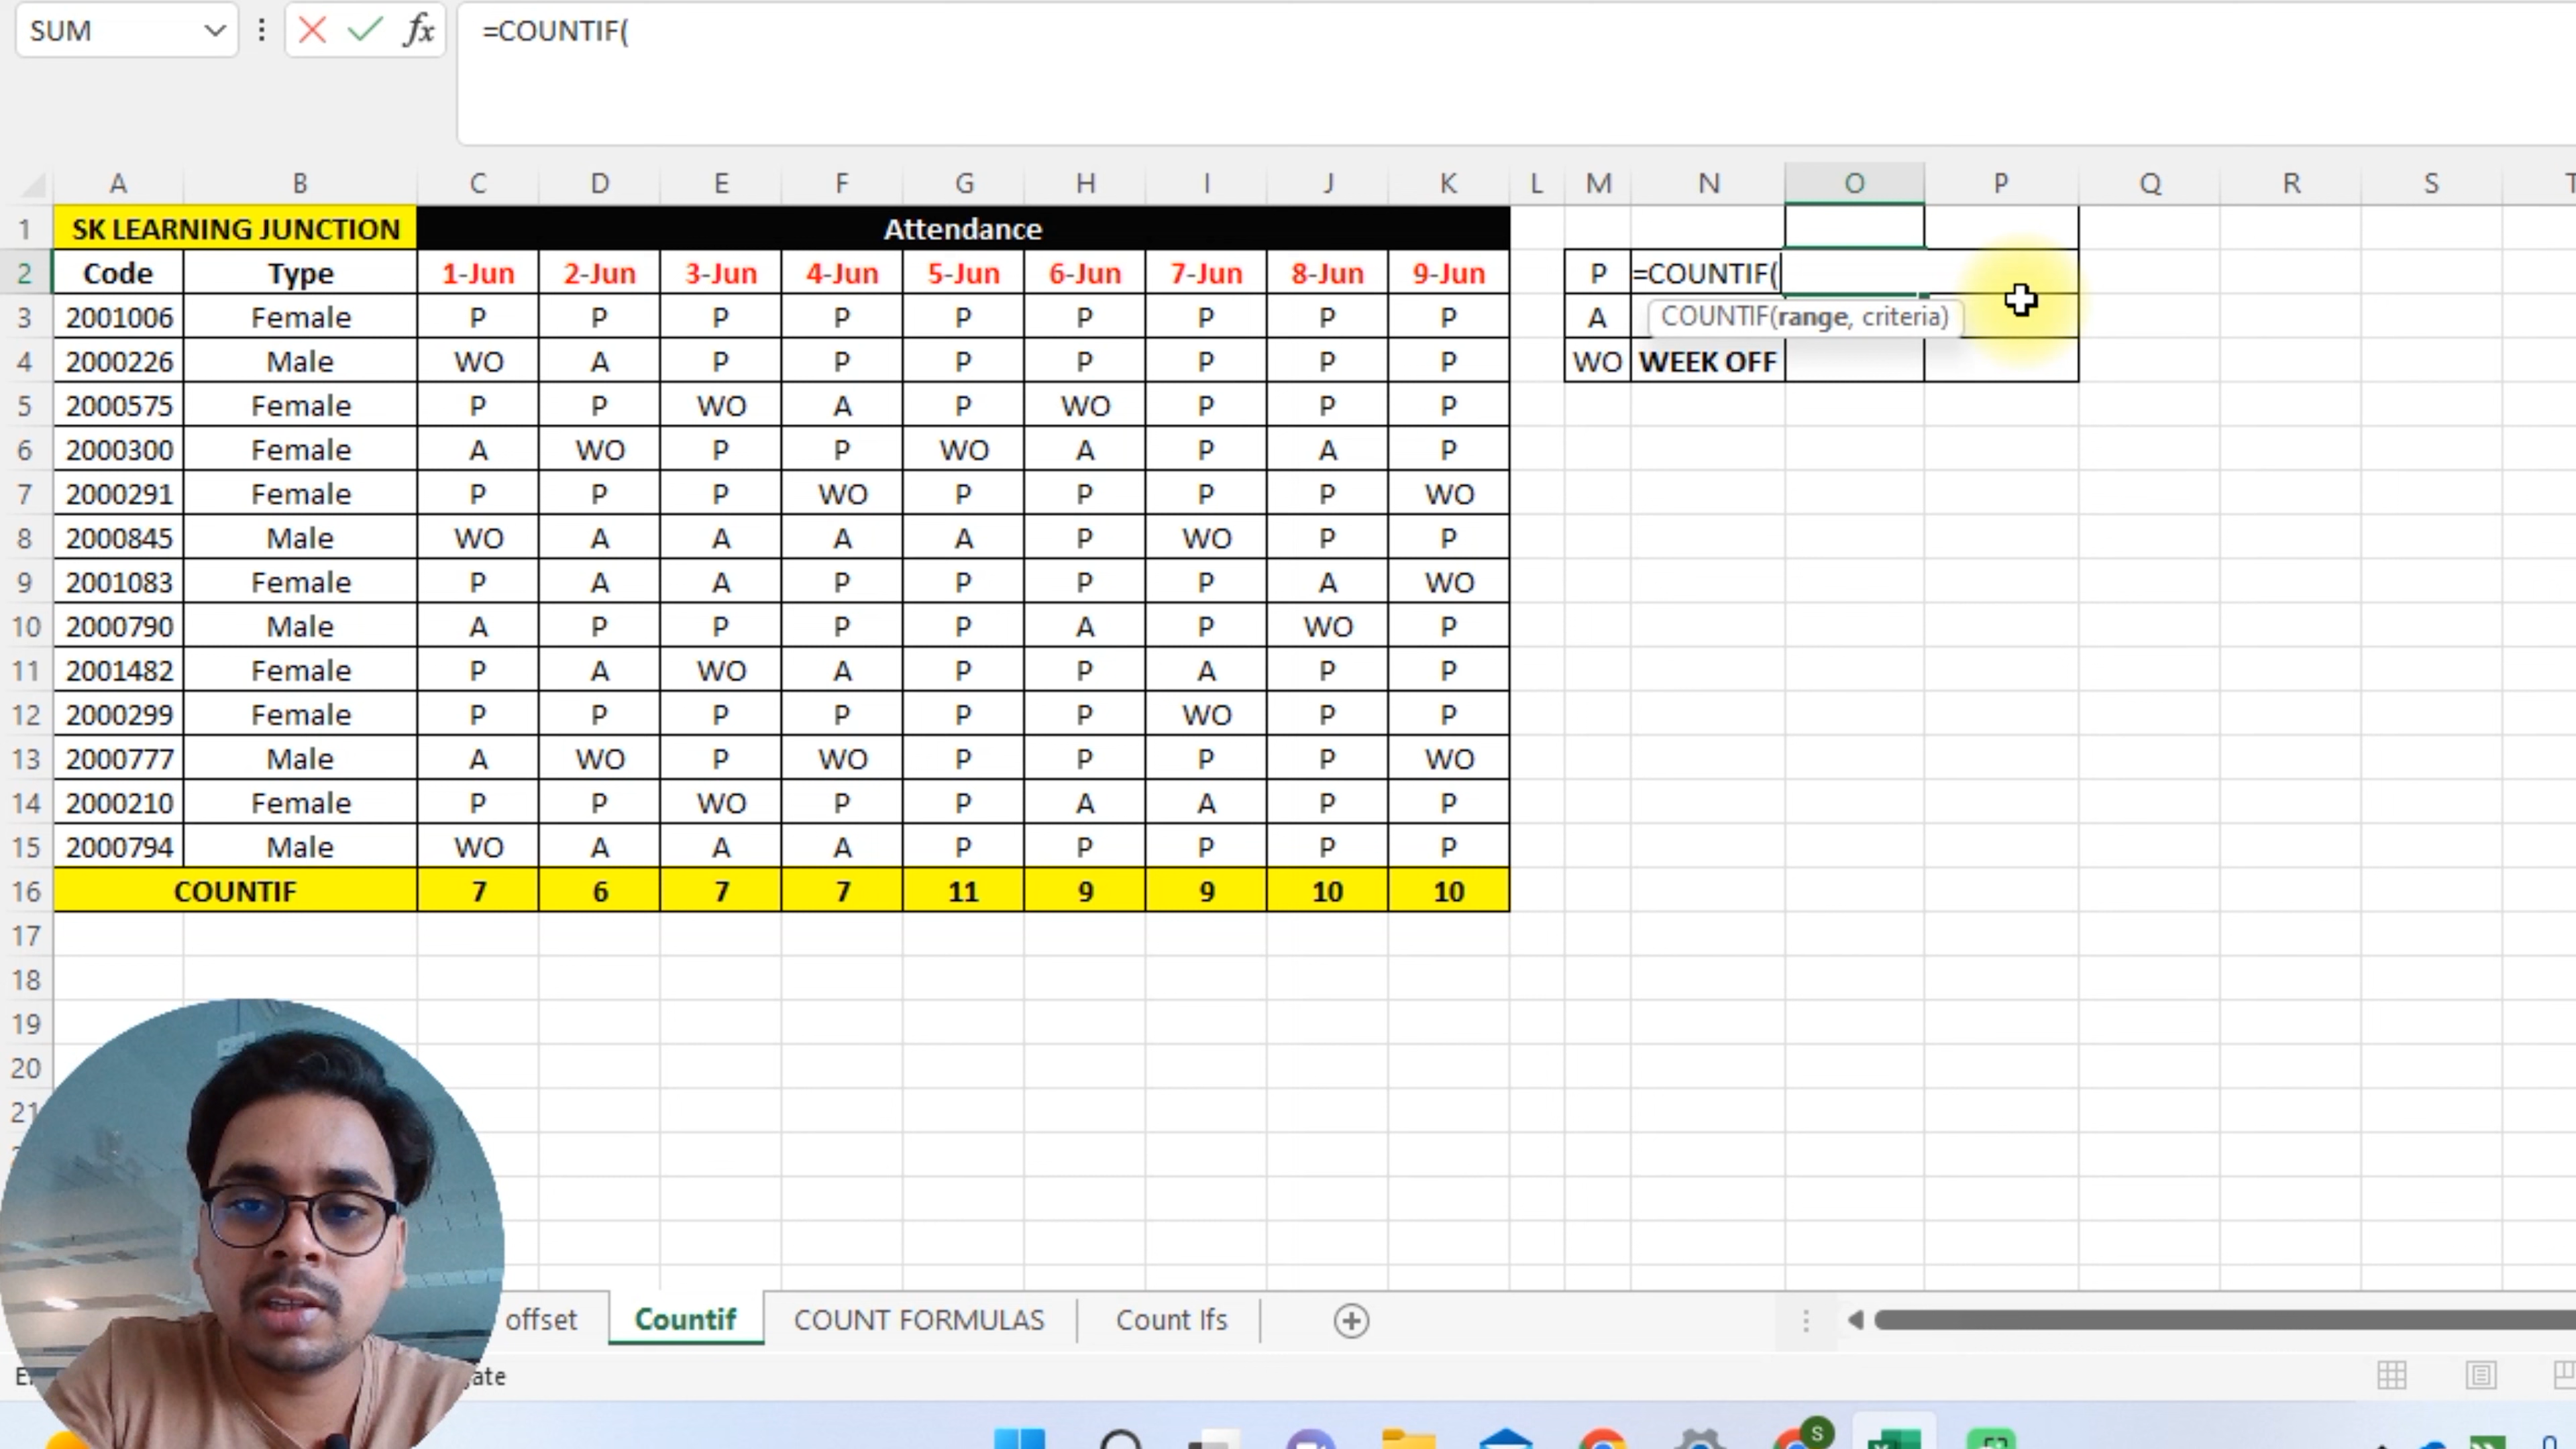 SUM
fx
=COUNTIF(
A B C D E F G H I J K L M N O P Q R S
1 SK LEARNING JUNCTION Attendance
2 Code Type 1-Jun 2-Jun 3-Jun 4-Jun 5-Jun 6-Jun 7-Jun 8-Jun 9-Jun P =COUNTIF(
3 2001006 Female P P P P P P P P P A COUNTIF(range, criteria)
4 2000226 Male WO A P P P P P P P WO WEEK OFF
5 2000575 Female P P WO A P WO P P P
6 2000300 Female A WO P P WO A P A P
7 2000291 Female P P P WO P P P P WO
8 2000845 Male WO A A A A P WO P P
9 2001083 Female P A A P P P P A WO
10 2000790 Male A P P P P A P WO P
11 2001482 Female P A WO A P P A P P
12 2000299 Female P P P P P P WO P P
13 2000777 Male A WO P WO P P P P WO
14 2000210 Female P P WO P P A A P P
15 2000794 Male WO A A A P P P P P
16 COUNTIF 7 6 7 7 11 9 9 10 10
17
18
19
20
21
offset Countif COUNT FORMULAS Count Ifs
S